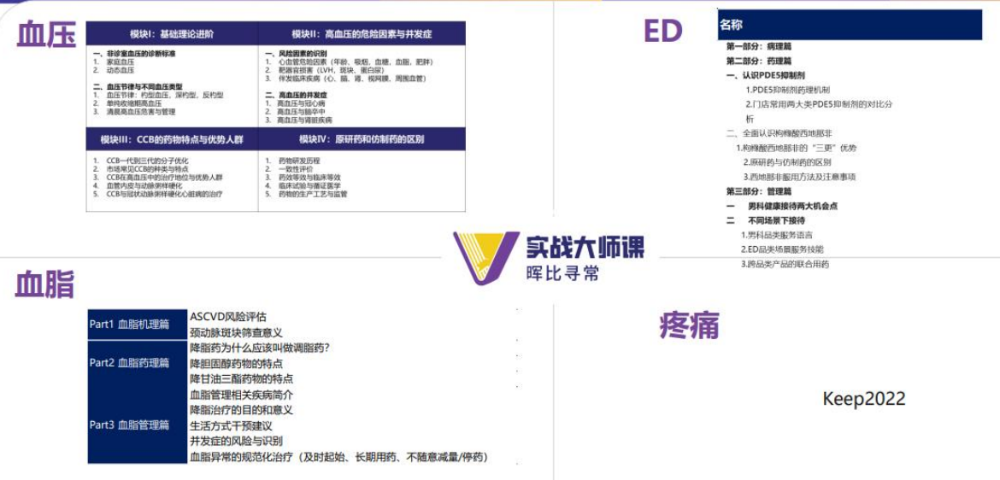 血压
模块I：基础理论进阶
一、非诊室血压的诊断标准
1. 家庭血压
2. 动态血压
二、血压节律与不同血压类型
1. 血压节律：杓型血压，深杓型，反杓型
2. 单纯收缩期高血压
3. 清晨高血压危害与管理
模块II：高血压的危险因素与并发症
一、风险因素的识别
1. 心血管危险因素（年龄、吸烟、血糖，血脂，肥胖）
2. 靶器官损害（LVH，斑块、蛋白尿）
3. 伴发临床疾病（心、脑、肾、视网膜，周围血管）
二、高血压的并发症
1. 高血压与冠心病
2. 高血压与脑卒中
3. 高血压与肾脏疾病
模块III：CCB的药物特点与优势人群
1. CCB一代到三代的分子优化
2. 市场常见CCB的种类与特点
3. CCB在高血压中的治疗地位与优势人群
4. 血管内皮与动脉粥样硬化
5. CCB与冠状动脉粥样硬化心脏病的治疗
模块IV：原研药和仿制药的区别
1. 药物研发历程
2. 一致性评价
3. 药效等效与临床等效
4. 临床试验与循证医学
5. 药物的生产工艺与监管
ED
名称
第一部分：病理篇
第二部分：药理篇
一、认识PDE5抑制剂
1.PDE5抑制剂药理机制
2.门店常用两大类PDE5抑制剂的对比分
析
二、全面认识枸橼酸西地那非
1.枸橼酸西地那非的“三更”优势
2.原研药与仿制药的区别
3.西地那非服用方法及注意事项
第三部分：管理篇
一 男科健康接待两大机会点
二 不同场景下接待
1.男科品类服务语言
2.ED品类场景服务技能
3.跨品类产品的联合用药
实战大师课
晖比寻常
血脂
Part1 血脂机理篇
ASCVD风险评估
颈动脉斑块筛查意义
Part2 血脂药理篇
降脂药为什么应该叫做调脂药？
降胆固醇药物的特点
降甘油三酯药物的特点
Part3 血脂管理篇
血脂管理相关疾病简介
降脂治疗的目的和意义
生活方式干预建议
并发症的风险与识别
血脂异常的规范化治疗（及时起始、长期用药、不随意减量/停药）
疼痛
Keep2022